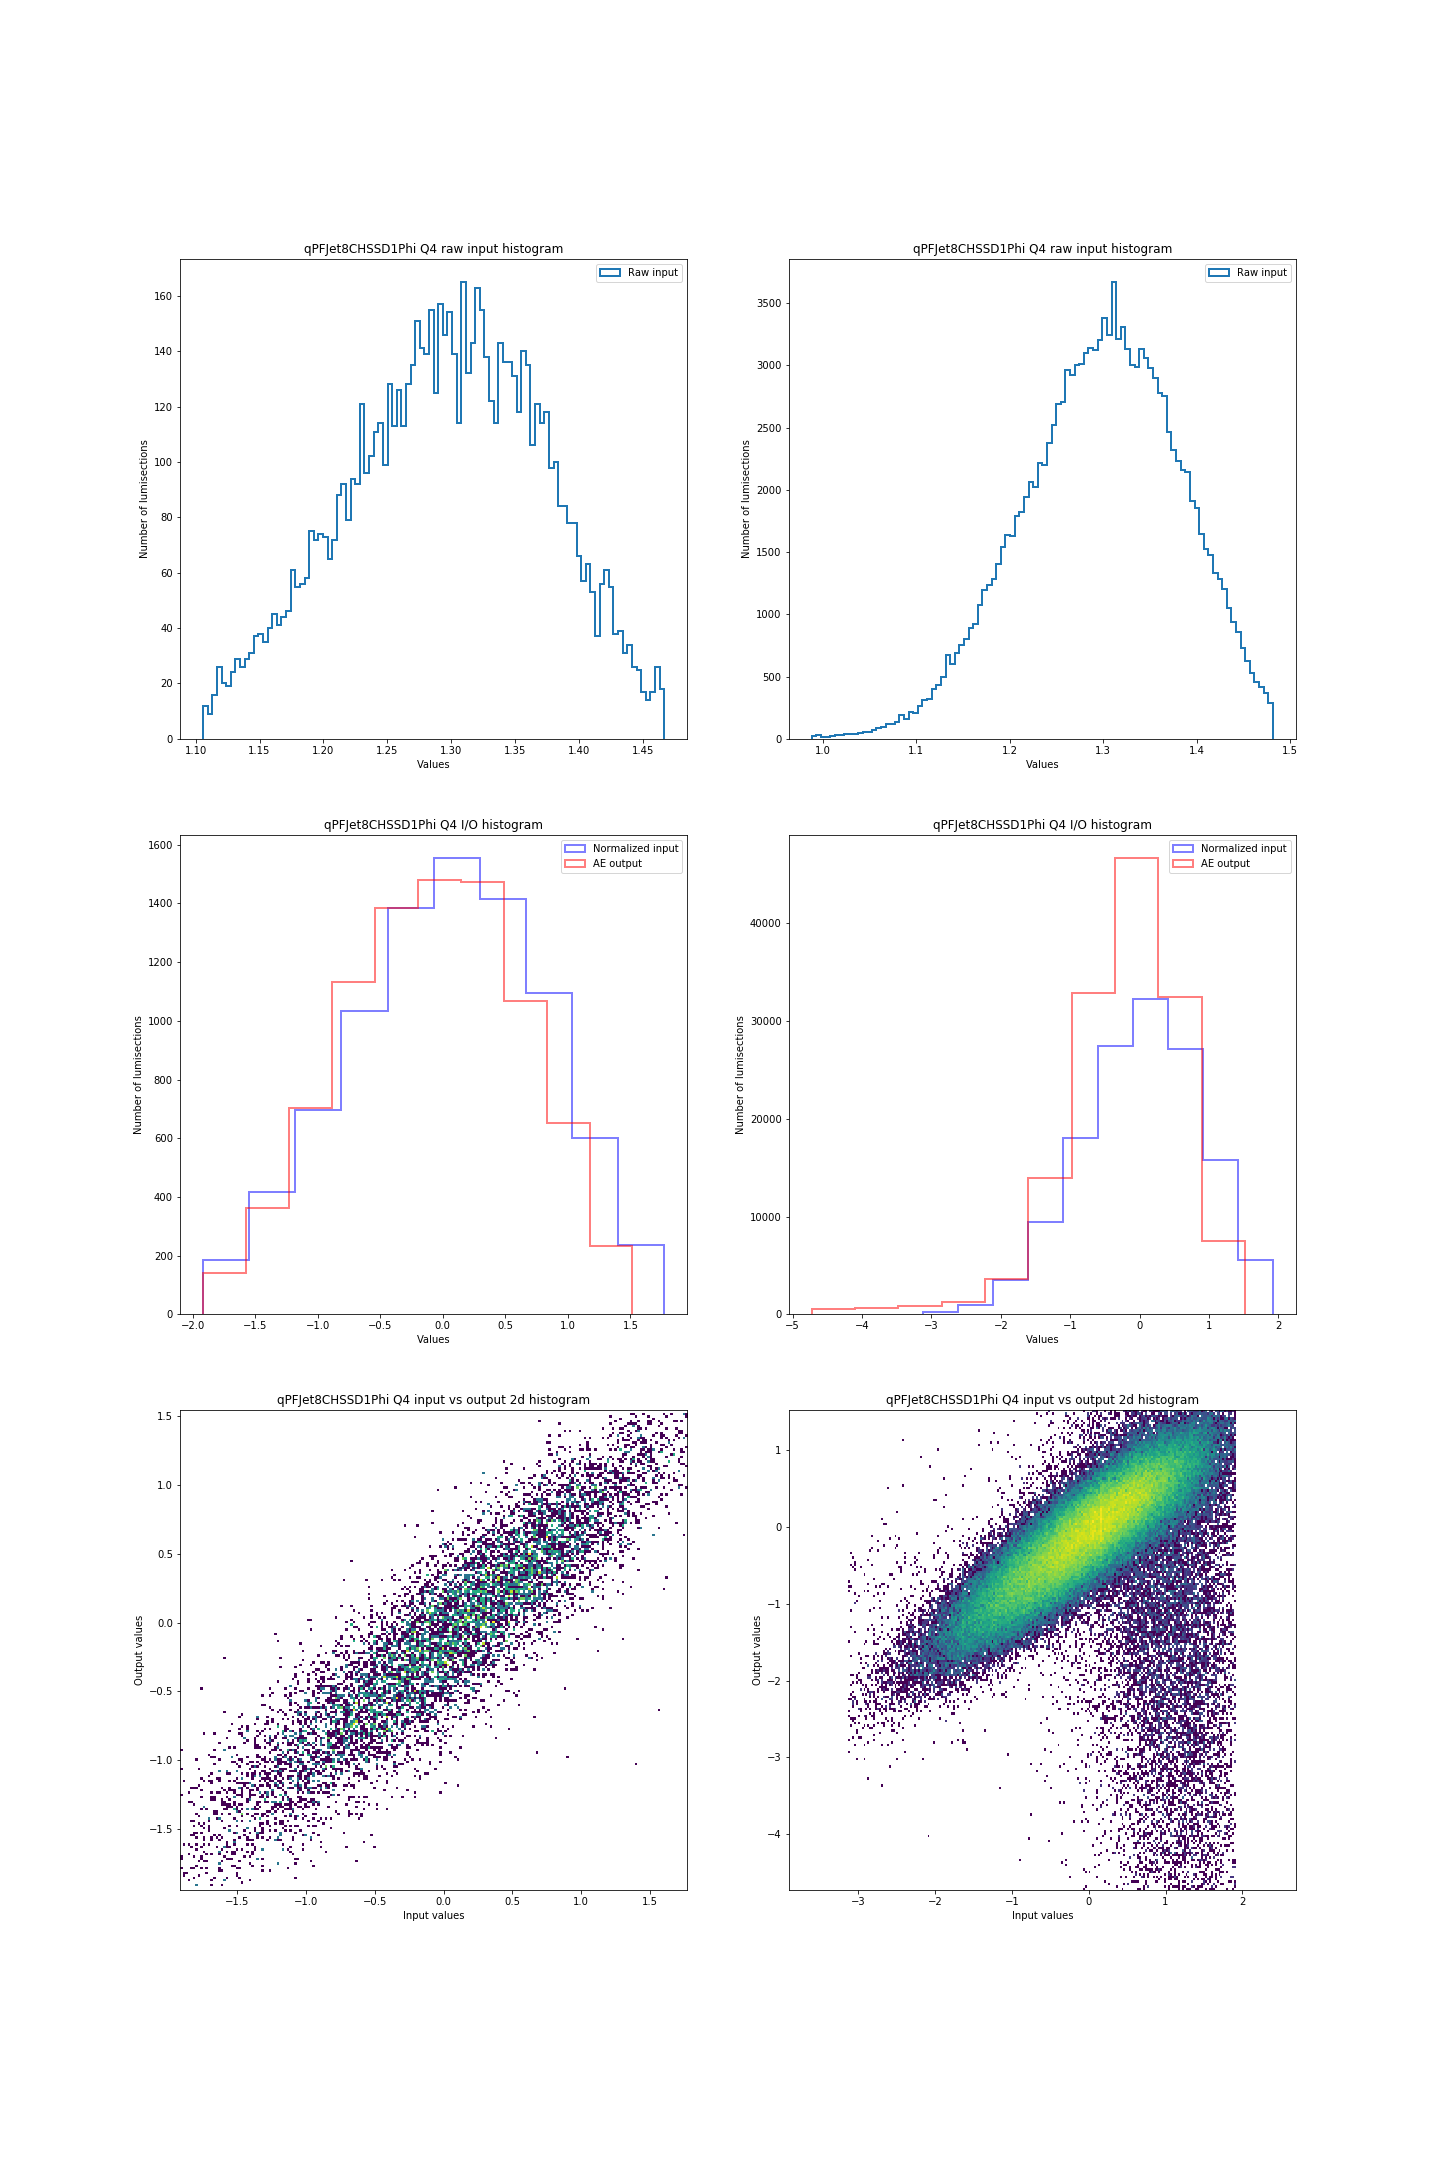 qPFJet8CHSSD1Phi Q4 raw input histogram
Raw input
160
140
120
100
80
60
40
20
0
Number of lumisections
1.10 1.15 1.20 1.25 1.30 1.35 1.40 1.45
Values
qPFJet8CHSSD1Phi Q4 raw input histogram
Raw input
3500
3000
2500
2000
1500
1000
500
0
Number of lumisections
1.0 1.1 1.2 1.3 1.4 1.5
Values
qPFJet8CHSSD1Phi Q4 I/O histogram
Normalized input
AE output
1600
1400
1200
1000
800
600
400
200
0
Number of lumisections
−2.0 −1.5 −1.0 −0.5 0.0 0.5 1.0 1.5
Values
qPFJet8CHSSD1Phi Q4 I/O histogram
Normalized input
AE output
40000
30000
20000
10000
0
Number of lumisections
−5 −4 −3 −2 −1 0 1 2
Values
qPFJet8CHSSD1Phi Q4 input vs output 2d histogram
1.5
1.0
0.5
0.0
−0.5
−1.0
−1.5
Output values
−1.5 −1.0 −0.5 0.0 0.5 1.0 1.5
Input values
qPFJet8CHSSD1Phi Q4 input vs output 2d histogram
1
0
−1
−2
−3
−4
Output values
−3 −2 −1 0 1 2
Input values